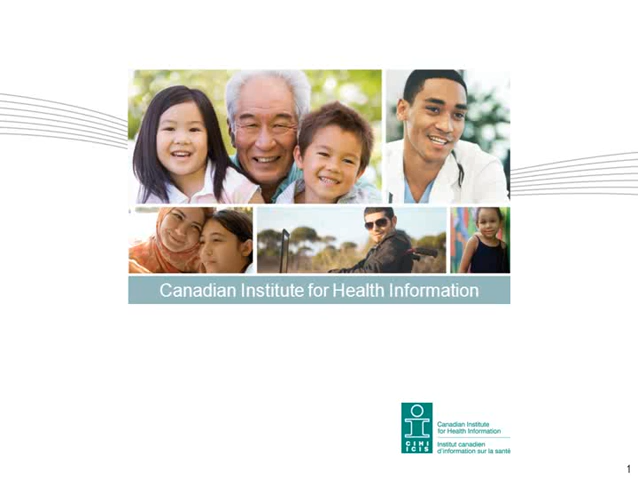 Canadian Institute for Health Information
Canadian Institute
for Health Information
CIHI
ICIS
Institut canadien
d'information sur la santé
1